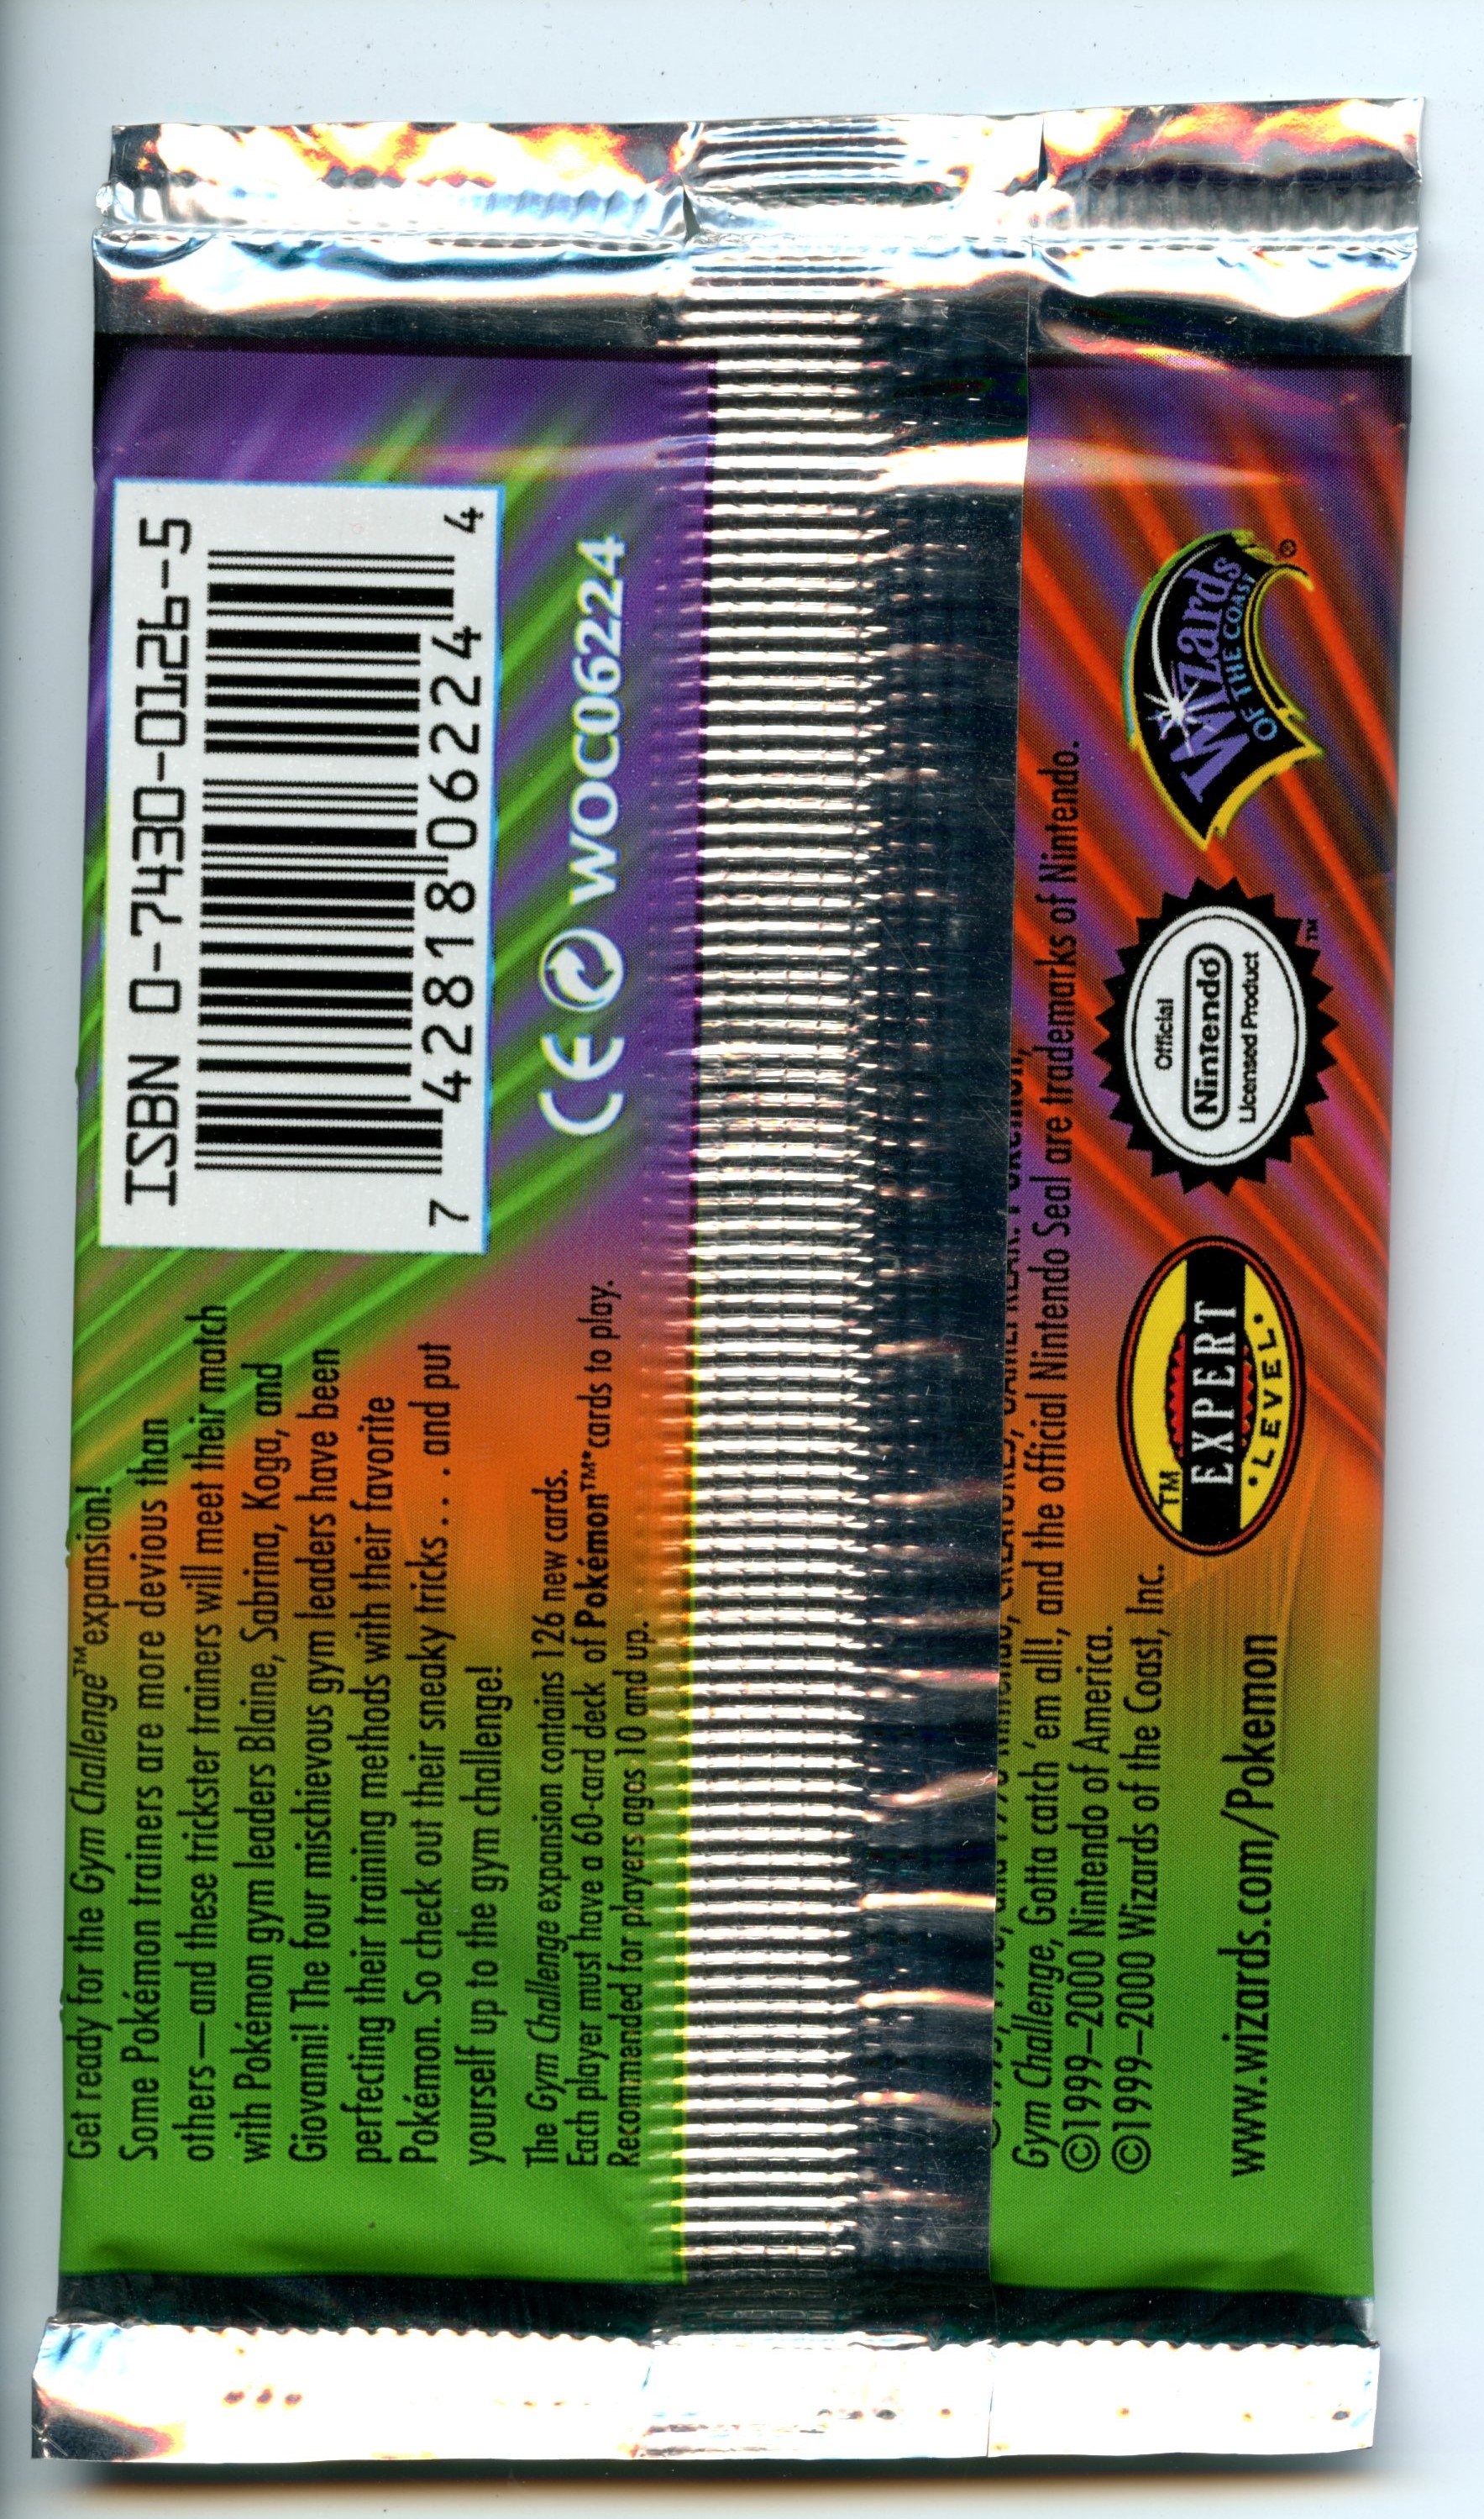 Get ready for the Gym Challenge™ expansion!
Some Pokémon trainers are more devious than
others—and these trickster trainers will meet their match
with Pokémon gym leaders Blaine, Sabrina, Koga, and
Giovanni! The four mischievous gym leaders have been
perfecting their training methods with their favorite
Pokémon. So check out their sneaky tricks . . . and put
yourself up to the gym challenge!
The Gym Challenge expansion contains 126 new cards.
Each player must have a 60-card deck of Pokémon™* cards to play.
Recommended for players ages 10 and up.
ISBN 0-7430-0126-5
7 42818 06224 4
CE WOC06224
Gym Challenge, Gotta catch 'em all!, and the official Nintendo Seal are trademarks of Nintendo.
©1999–2000 Nintendo of America.
©1999–2000 Wizards of the Coast, Inc.
www.wizards.com/Pokemon
TM
EXPERT
•LEVEL•
Official
Nintendo
Licensed Product
TM
Wizards
OF THE COAST
®